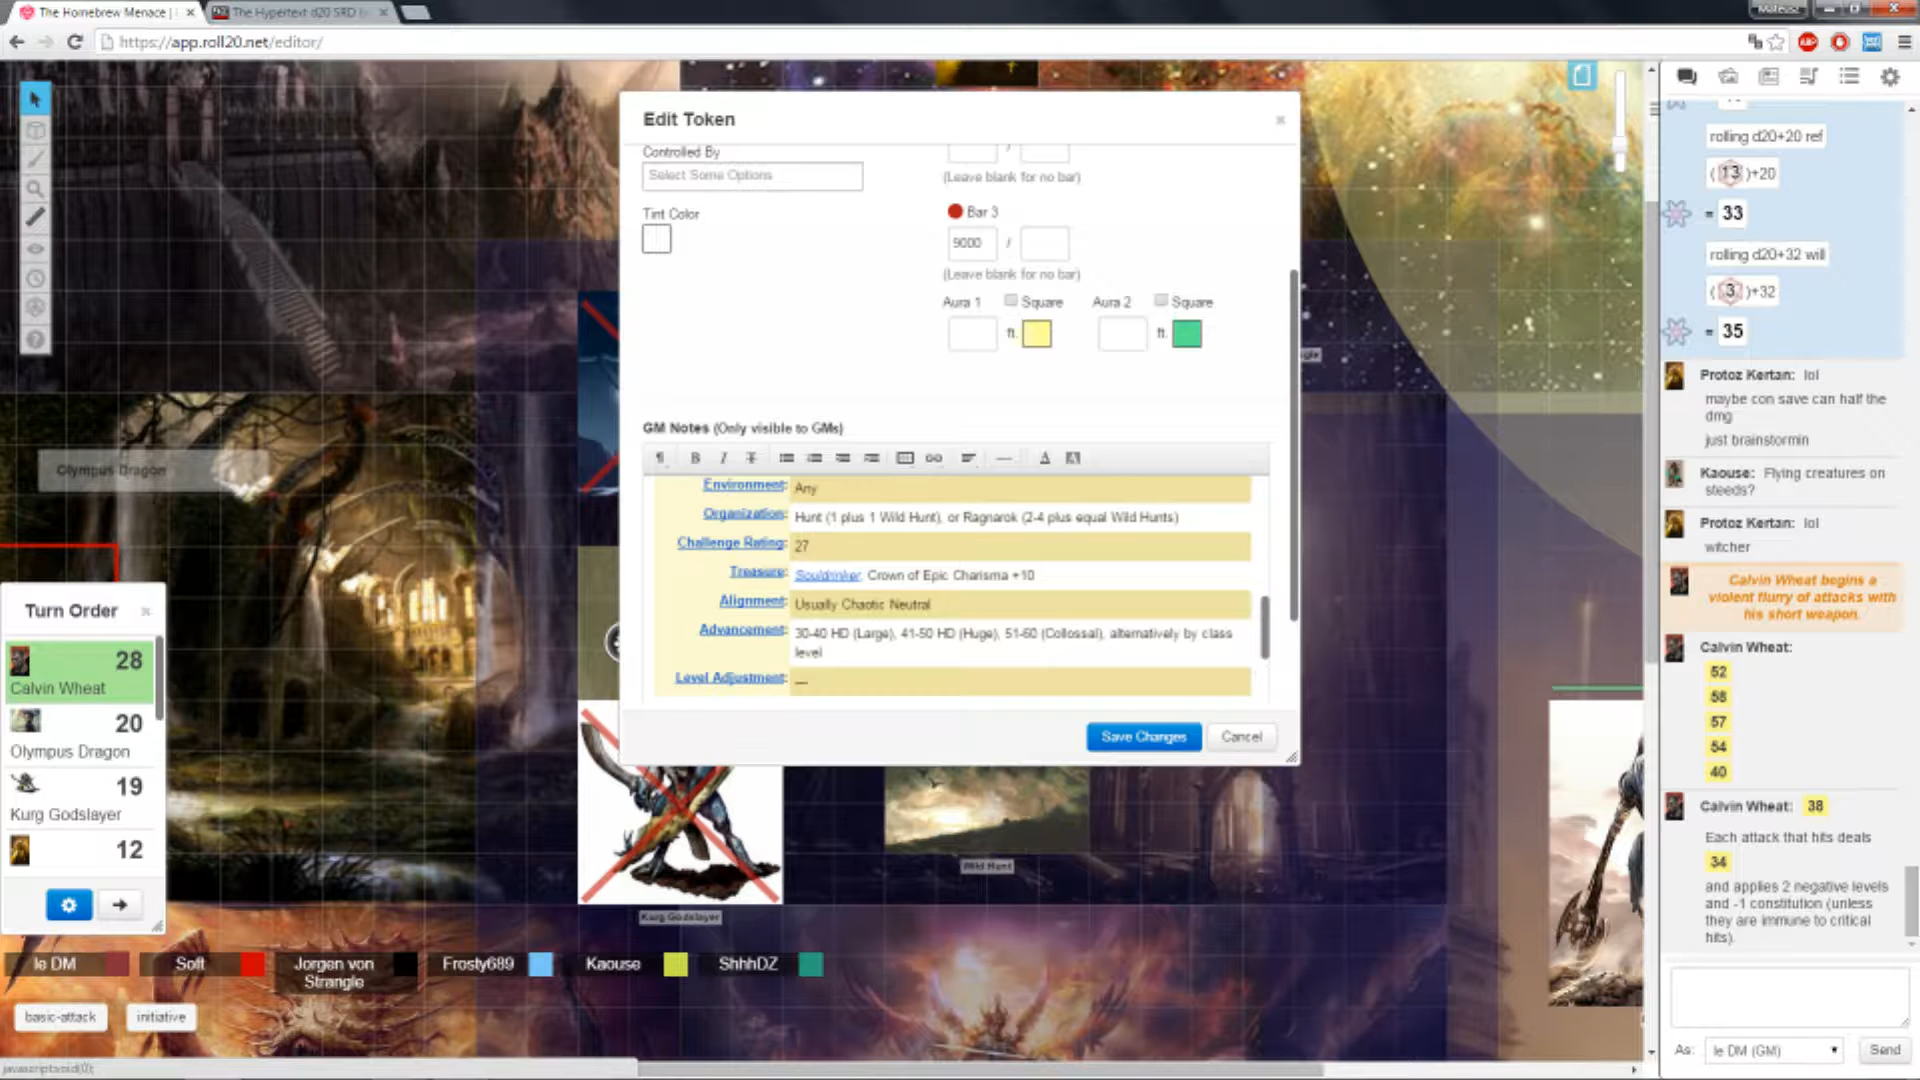 The Homebrew Menace |
The Hypertext d20 SRD
Mateusz
https://app.roll20.net/editor/
ABP
Edit Token
Controlled By
Select Some Options
/
(Leave blank for no bar)
Tint Color
Bar 3
9000 /
(Leave blank for no bar)
Aura 1 Square Aura 2 Square
ft. ft.
GM Notes (Only visible to GMs)
Environment: Any
Organization: Hunt (1 plus 1 Wild Hunt), or Ragnarok (2-4 plus equal Wild Hunts)
Challenge Rating: 27
Treasure: Souldrinker, Crown of Epic Charisma +10
Alignment: Usually Chaotic Neutral
Advancement: 30-40 HD (Large), 41-50 HD (Huge), 51-60 (Collossal), alternatively by class
level
Level Adjustment: —
Save Changes Cancel
Olympus Dragon
Turn Order
28
Calvin Wheat
20
Olympus Dragon
19
Kurg Godslayer
12
Wild Hunt
Kurg Godslayer
le DM
Soft
Jorgen von
Strangle
Frosty689
Kaouse
ShhhDZ
basic-attack
initiative
javascript:void(0);
rolling d20+20 ref
(13)+20
= 33
rolling d20+32 will
(3)+32
= 35
Protoz Kertan: lol
maybe con save can half the
dmg
just brainstormin
Kaouse: Flying creatures on
steeds?
Protoz Kertan: lol
witcher
Calvin Wheat begins a
violent flurry of attacks with
his short weapon.
Calvin Wheat:
52
58
57
54
40
Calvin Wheat: 38
Each attack that hits deals
34
and applies 2 negative levels
and -1 constitution (unless
they are immune to critical
hits).
As: le DM (GM) Send